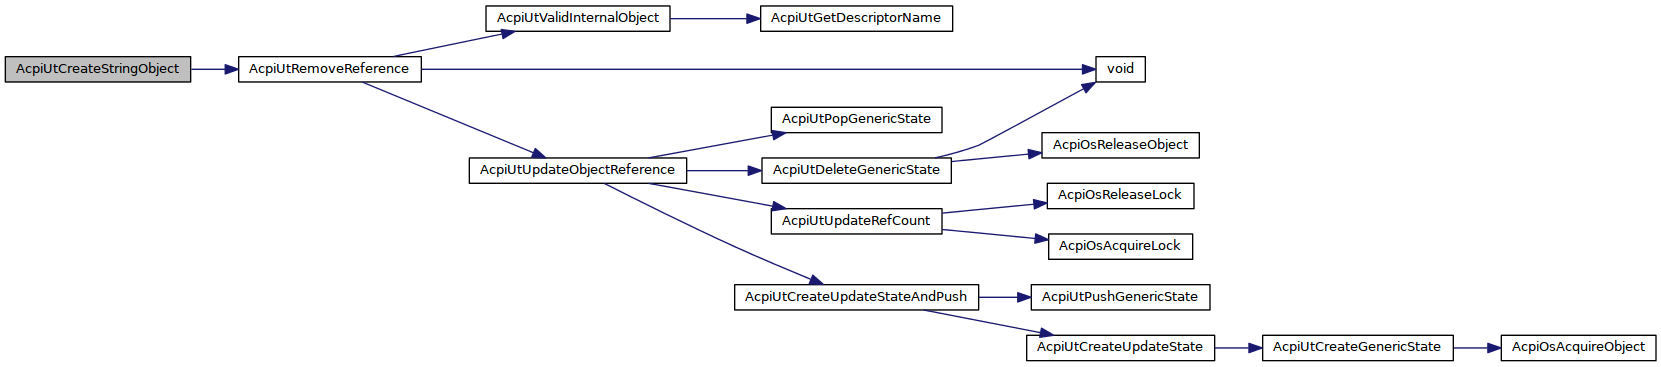 AcpiUtValidInternalObject
AcpiUtGetDescriptorName
AcpiUtCreateStringObject
AcpiUtRemoveReference
void
AcpiUtPopGenericState
AcpiOsReleaseObject
AcpiUtUpdateObjectReference
AcpiUtDeleteGenericState
AcpiOsReleaseLock
AcpiUtUpdateRefCount
AcpiOsAcquireLock
AcpiUtCreateUpdateStateAndPush
AcpiUtPushGenericState
AcpiUtCreateUpdateState
AcpiUtCreateGenericState
AcpiOsAcquireObject